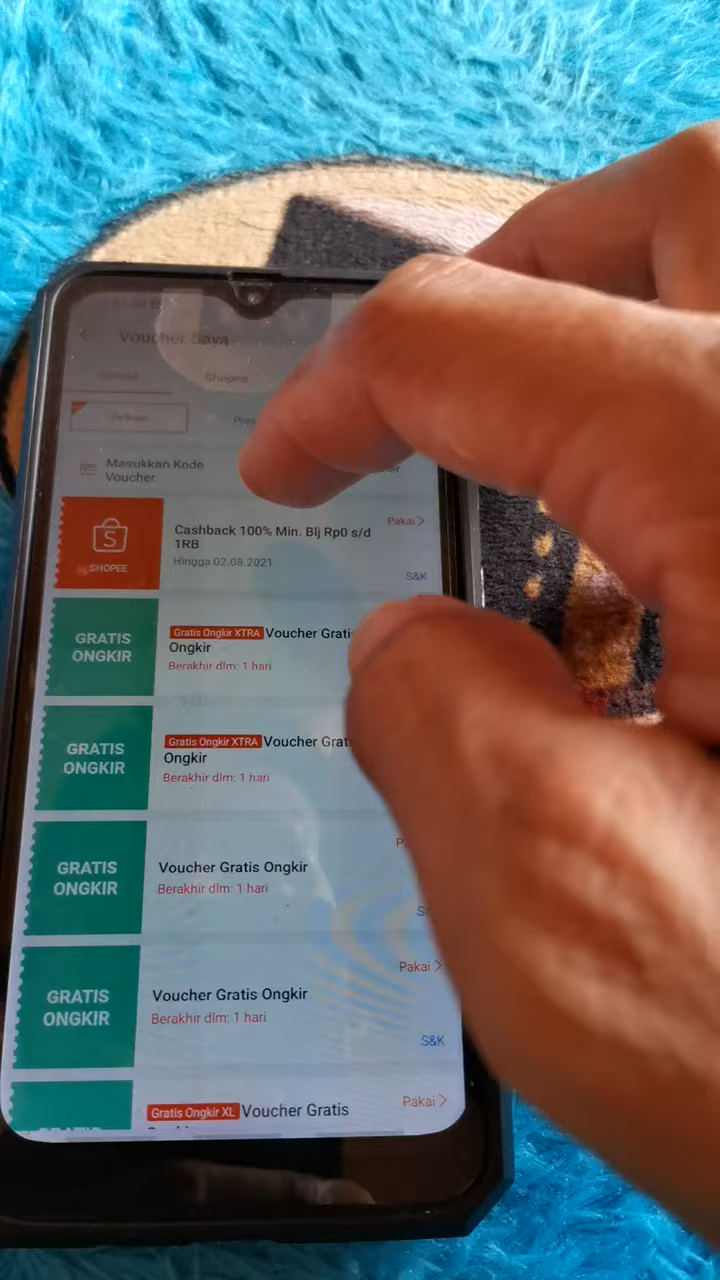 Voucher Saya
Semua
Shopee
Terbaru
Masukkan Kode
Voucher
SHOPEE
Cashback 100% Min. Blj Rp0 s/d
1RB
Hingga 02.08.2021
Pakai >
S&K
GRATIS
ONGKIR
Gratis Ongkir XTRA Voucher Grati
Ongkir
Berakhir dlm: 1 hari
GRATIS
ONGKIR
Gratis Ongkir XTRA Voucher Grat
Ongkir
Berakhir dlm: 1 hari
GRATIS
ONGKIR
Voucher Gratis Ongkir
Berakhir dlm: 1 hari
GRATIS
ONGKIR
Voucher Gratis Ongkir
Berakhir dlm: 1 hari
Pakai >
S&K
Gratis Ongkir XL Voucher Gratis
Pakai >